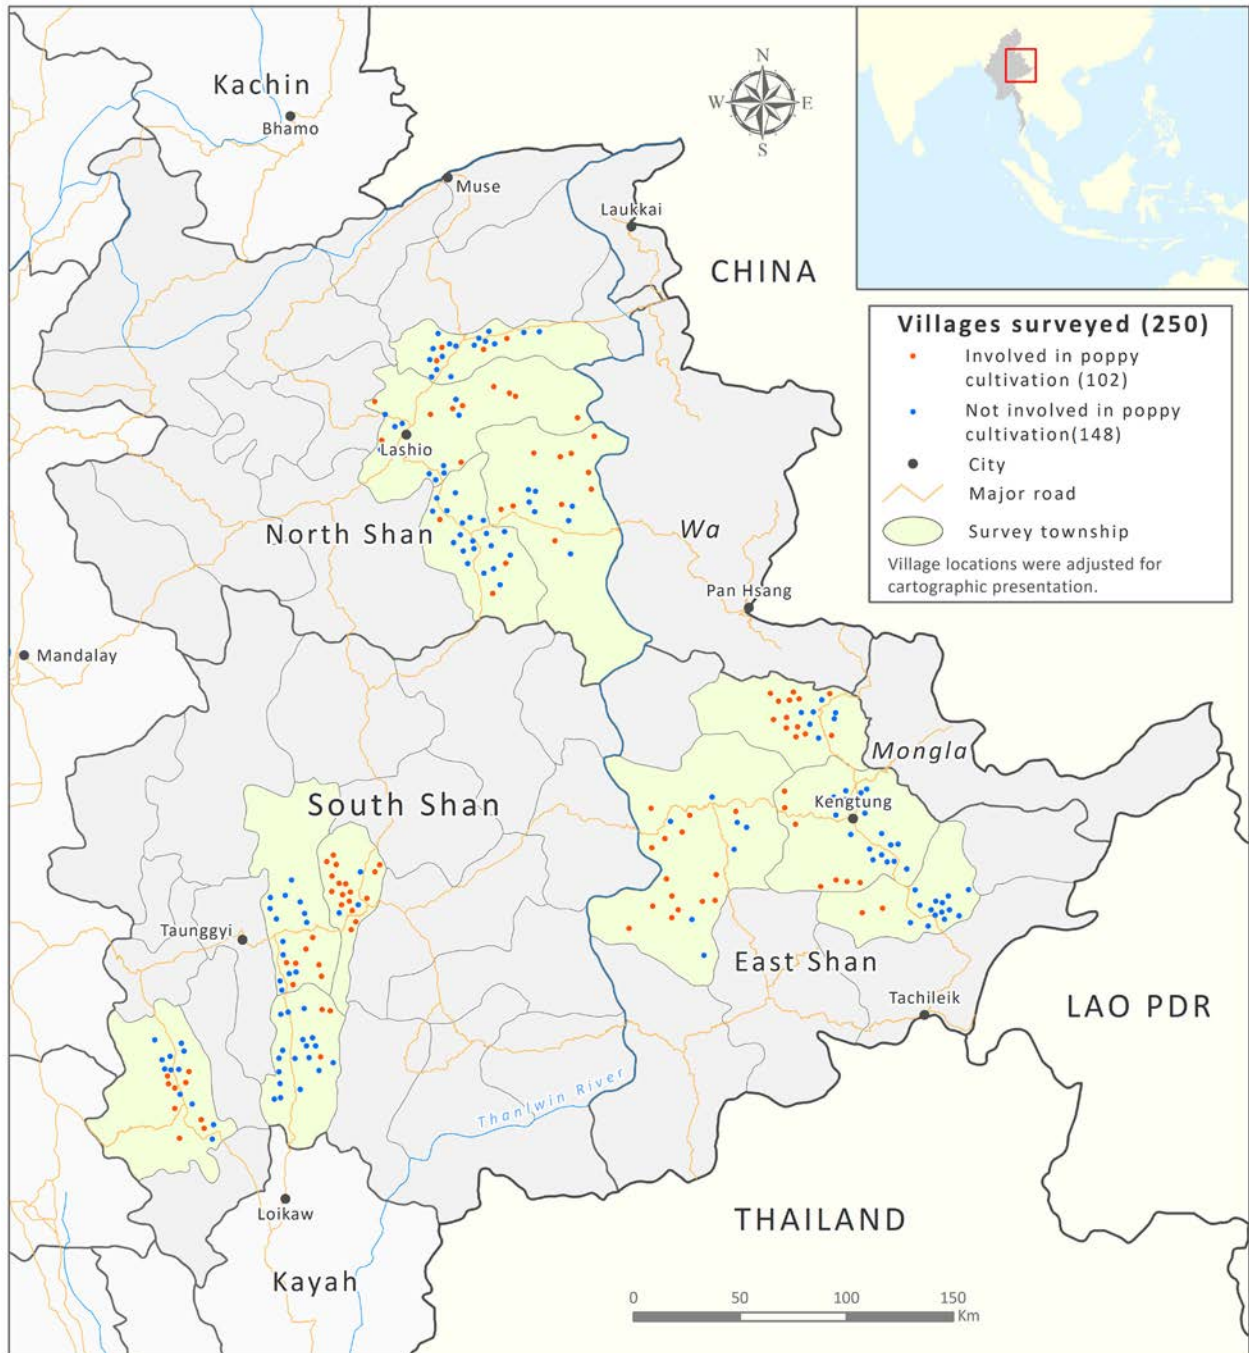 Kachin
Bhamo
N
W
E
S
Muse
Laukkai
CHINA
Villages surveyed (250)
Involved in poppy
cultivation (102)
Not involved in poppy
cultivation(148)
City
Major road
Survey township
Village locations were adjusted for
cartographic presentation.
Lashio
North Shan
Wa
Pan Hsang
Mandalay
Mongla
South Shan
Kengtung
Taunggyi
East Shan
Tachileik
LAO PDR
Thanlwin River
Loikaw
THAILAND
Kayah
0 50 100 150
Km